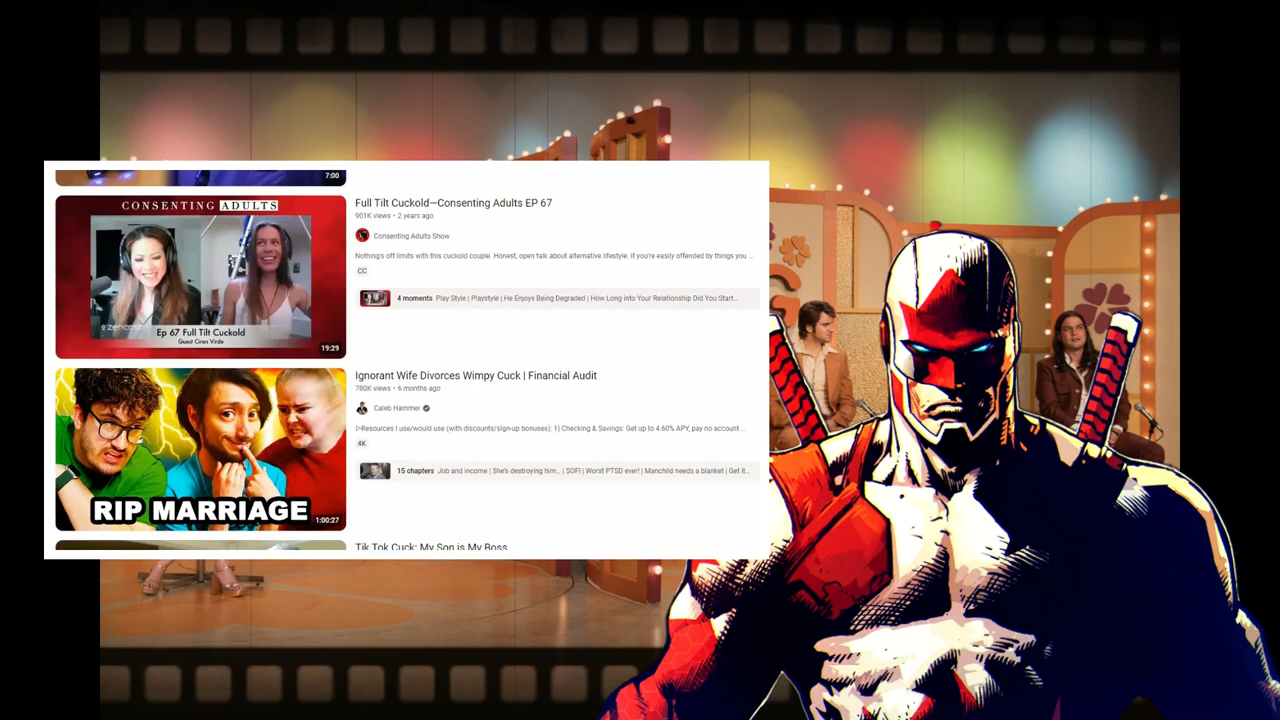 7:00
CONSENTING ADULTS
zencastr
Ep 67 Full Tilt Cuckold
Guest Ciren Virde
19:29
Full Tilt Cuckold—Consenting Adults EP 67
901K views • 2 years ago
Consenting Adults Show
Nothing's off limits with this cuckold couple. Honest, open talk about alternative lifestyle. If you're easily offended by things you ...
CC
4 moments Play Style | Playstyle | He Enjoys Being Degraded | How Long into Your Relationship Did You Start...
RIP MARRIAGE
1:00:27
Ignorant Wife Divorces Wimpy Cuck | Financial Audit
780K views • 6 months ago
Caleb Hammer
▷Resources I use/would use (with discounts/sign-up bonuses): 1) Checking & Savings: Get up to 4.60% APY, pay no account ...
4K
15 chapters Job and income | She's destroying him... | SOFI | Worst PTSD ever! | Manchild needs a blanket | Get it...
Tik Tok Cuck: My Son is My Boss
G